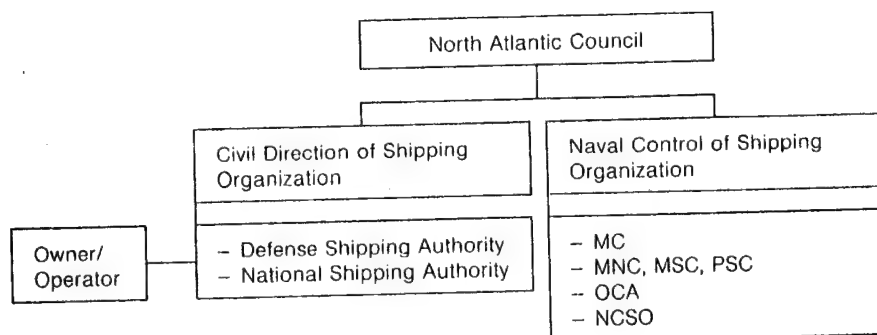 North Atlantic Council
Civil Direction of Shipping
Organization
Naval Control of Shipping
Organization
Owner/
Operator
– Defense Shipping Authority
– National Shipping Authority
– MC
– MNC, MSC, PSC
– OCA
– NCSO